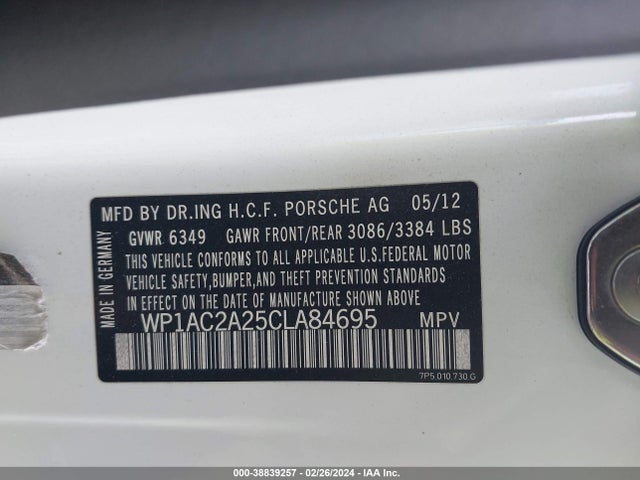 MFD BY DR.ING H.C.F. PORSCHE AG 05/12
GVWR 6349 GAWR FRONT/REAR 3086/3384 LBS
THIS VEHICLE CONFORMS TO ALL APPLICABLE U.S.FEDERAL MOTOR
VEHICLE SAFETY,BUMPER,AND THEFT PREVENTION STANDARDS
IN EFFECT ON THE DATE OF MANUFACTURE SHOWN ABOVE
WP1AC2A25CLA84695 MPV
7P5 010 730 G
MADE IN GERMANY
000-38839257 - 02/26/2024 - IAA Inc.